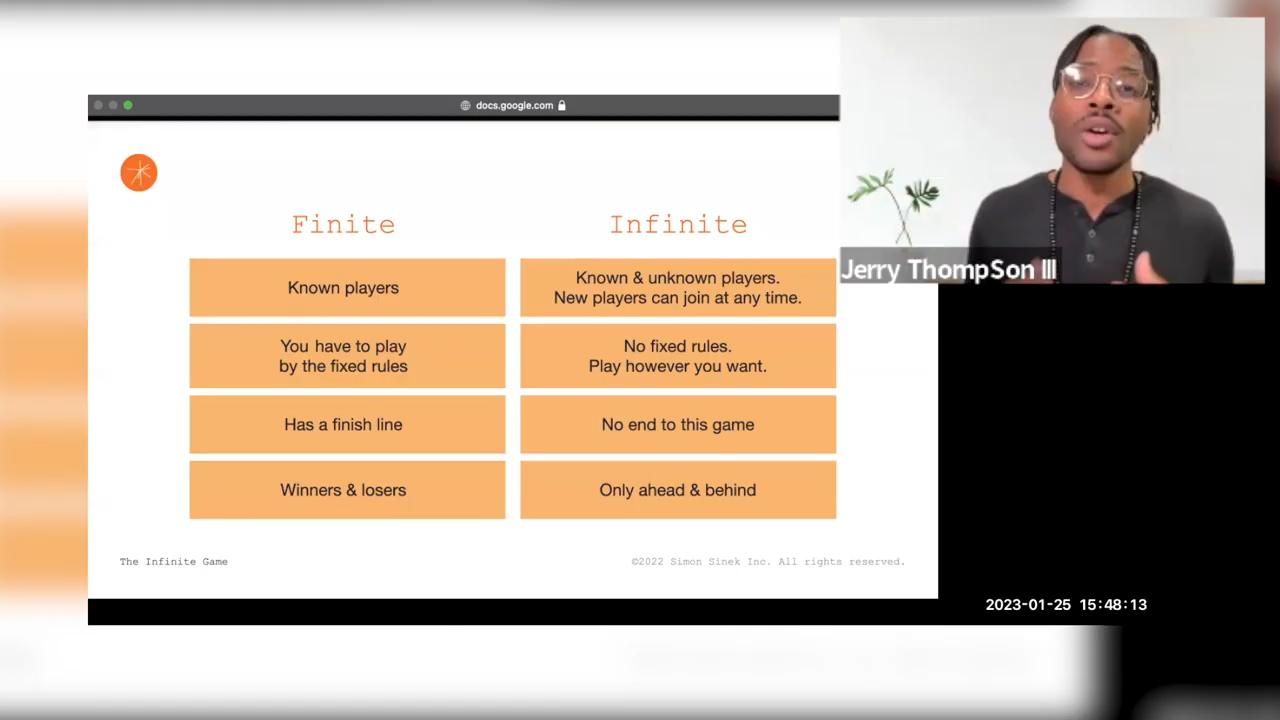 docs.google.com
Finite
Infinite
Known players
Known & unknown players.
New players can join at any time.
You have to play
by the fixed rules
No fixed rules.
Play however you want.
Has a finish line
No end to this game
Winners & losers
Only ahead & behind
The Infinite Game
©2022 Simon Sinek Inc. All rights reserved.
Jerry ThompSon III
2023-01-25 15:48:13